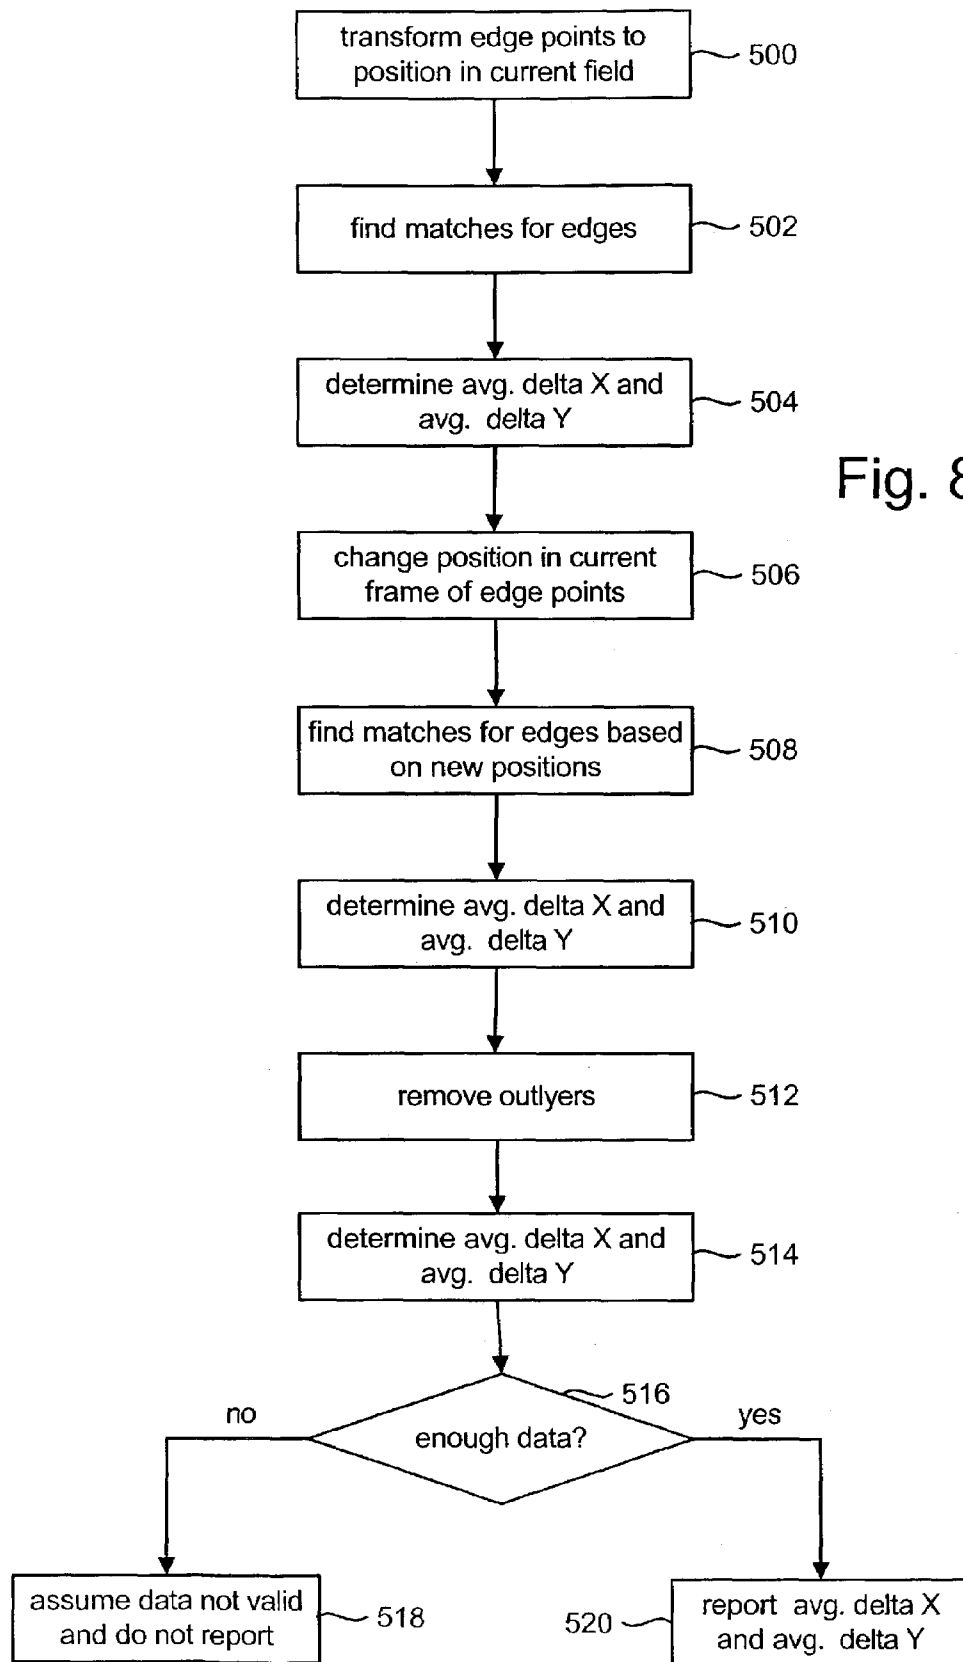 transform edge points to
position in current field
500
find matches for edges
502
determine avg. delta X and
avg. delta Y
504
Fig. 8
change position in current
frame of edge points
506
find matches for edges based
on new positions
508
determine avg. delta X and
avg. delta Y
510
remove outlyers
512
determine avg. delta X and
avg. delta Y
514
516
no
enough data?
yes
assume data not valid
and do not report
518
520
report avg. delta X
and avg. delta Y